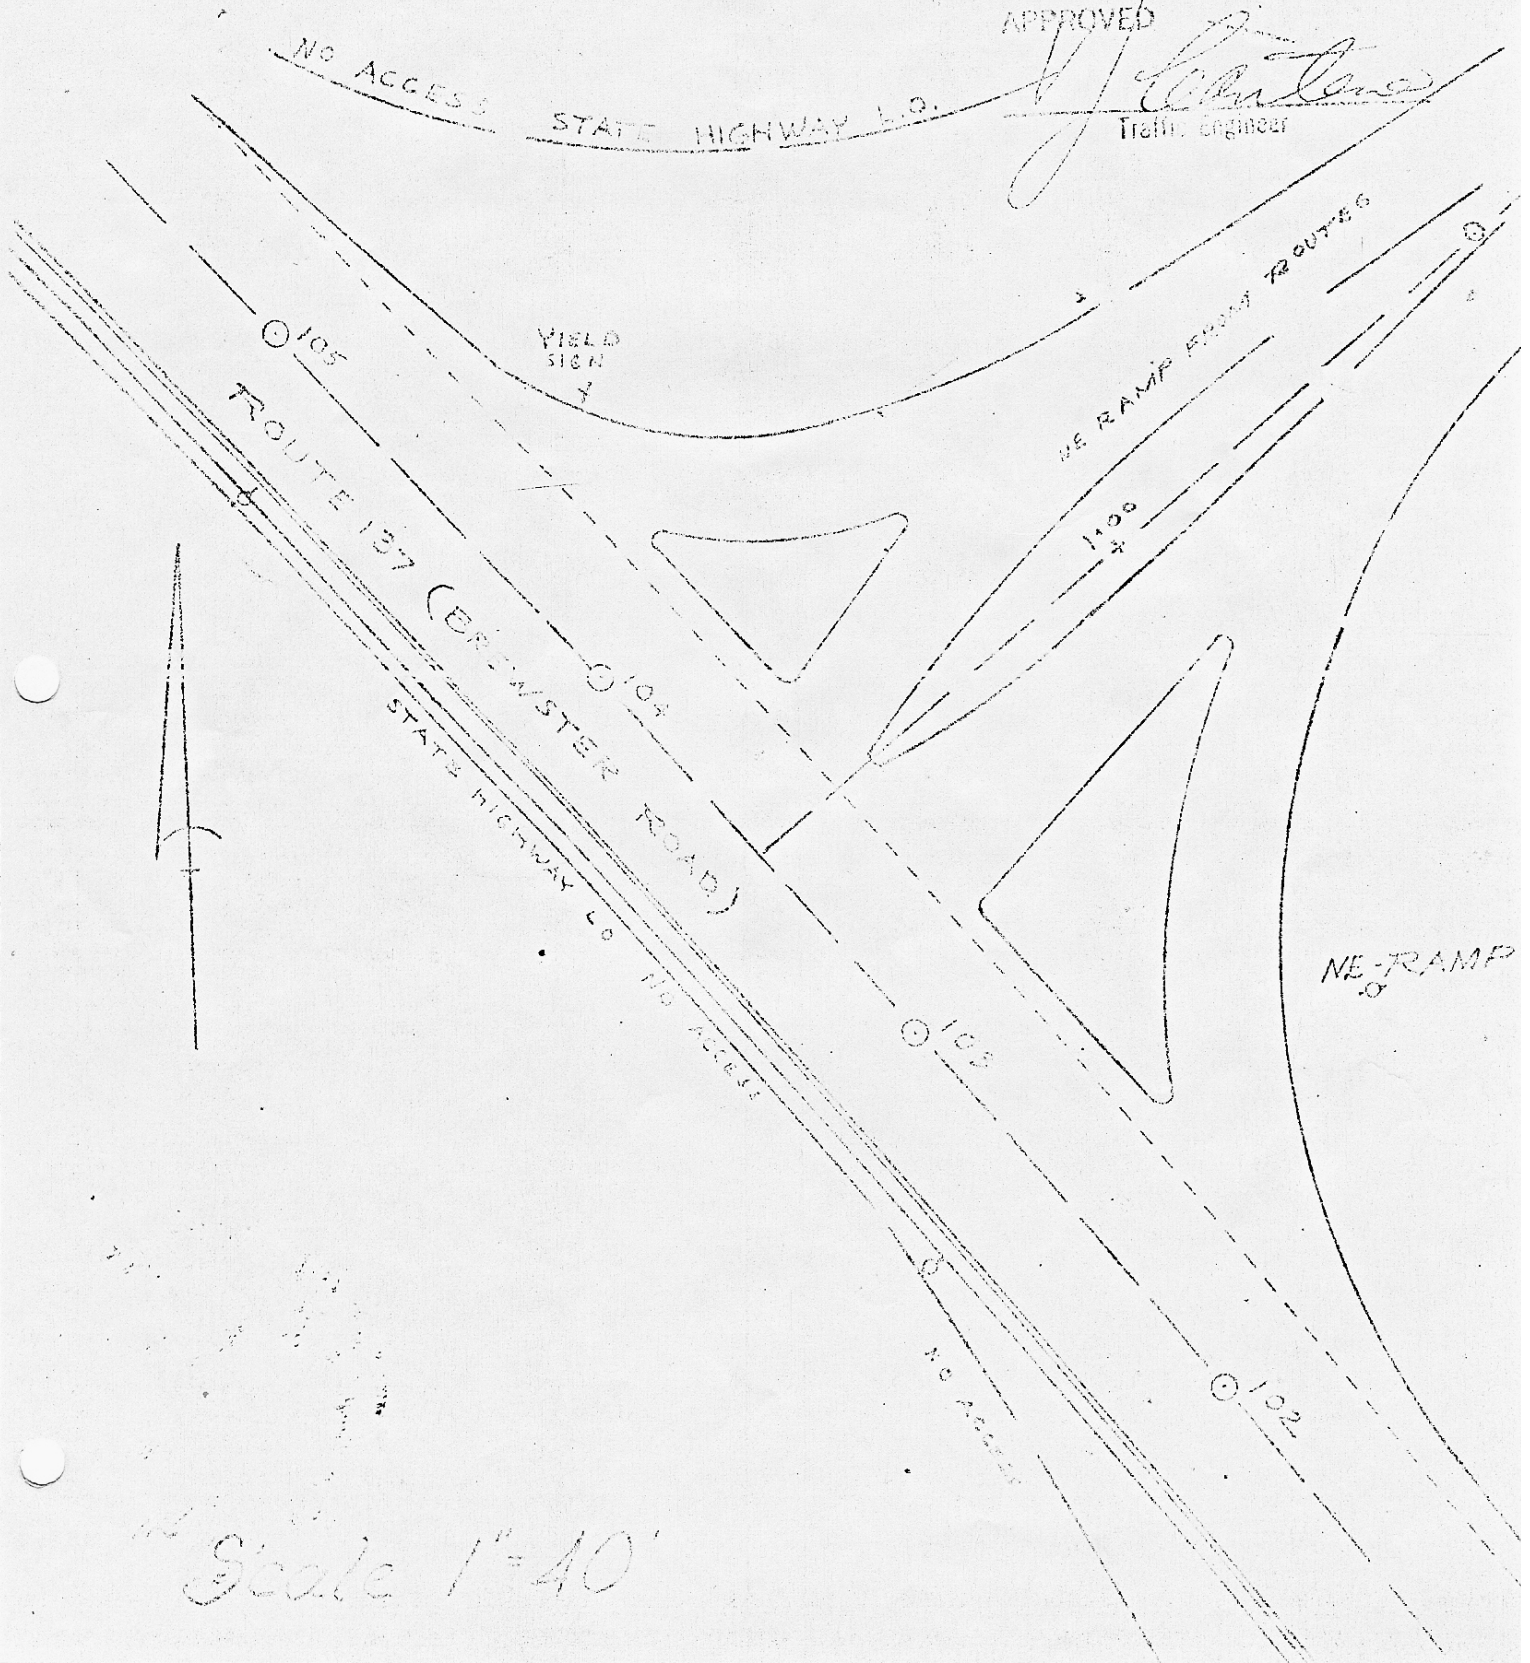 APPROVED
Traffic Engineer
NO ACCESS STATE HIGHWAY L.O.
NE RAMP FROM ROUTE 6
YIELD
SIGN
105
ROUTE 137 (BREWSTER ROAD)
1+00
104
STATE HIGHWAY LO NO ACCESS
NE-RAMP
103
NO ACCESS
102
Scale 1"=40'